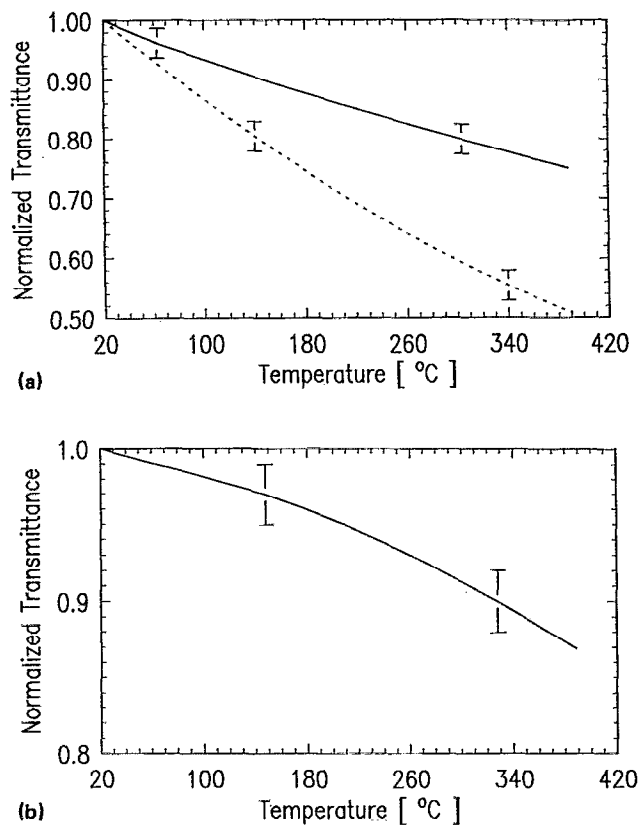 1.00
0.90
0.80
0.70
0.60
0.50
Normalized Transmittance
20 100 180 260 340 420
(a) Temperature [ °C ]
1.0
0.9
0.8
Normalized Transmittance
20 100 180 260 340 420
(b) Temperature [ °C ]